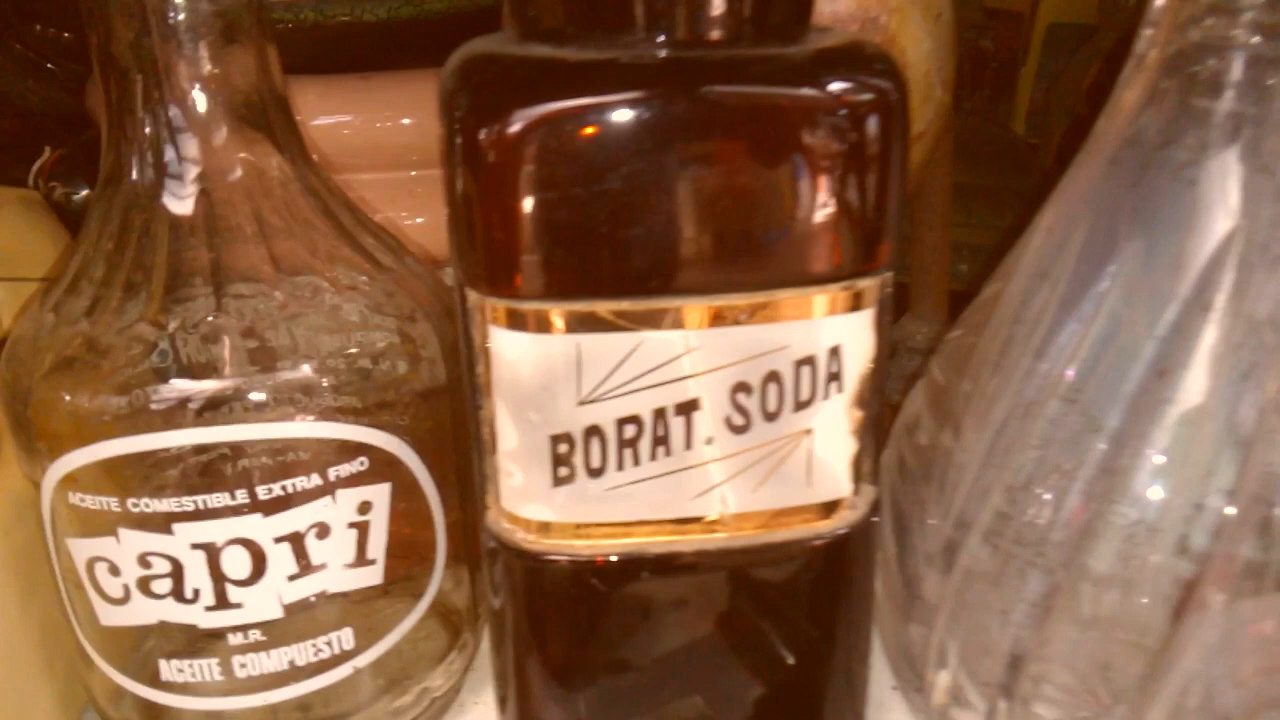 ACEITE COMESTIBLE EXTRA FINO
capri
M.R.
ACEITE COMPUESTO
BORAT. SODA